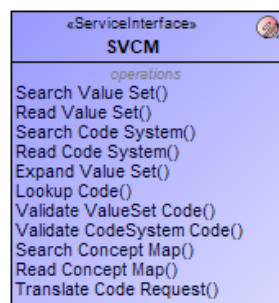 «ServiceInterface»
SVCM
operations
Search Value Set()
Read Value Set()
Search Code System()
Read Code System()
Expand Value Set()
Lookup Code()
Validate ValueSet Code()
Validate CodeSystem Code()
Search Concept Map()
Read Concept Map()
Translate Code Request()